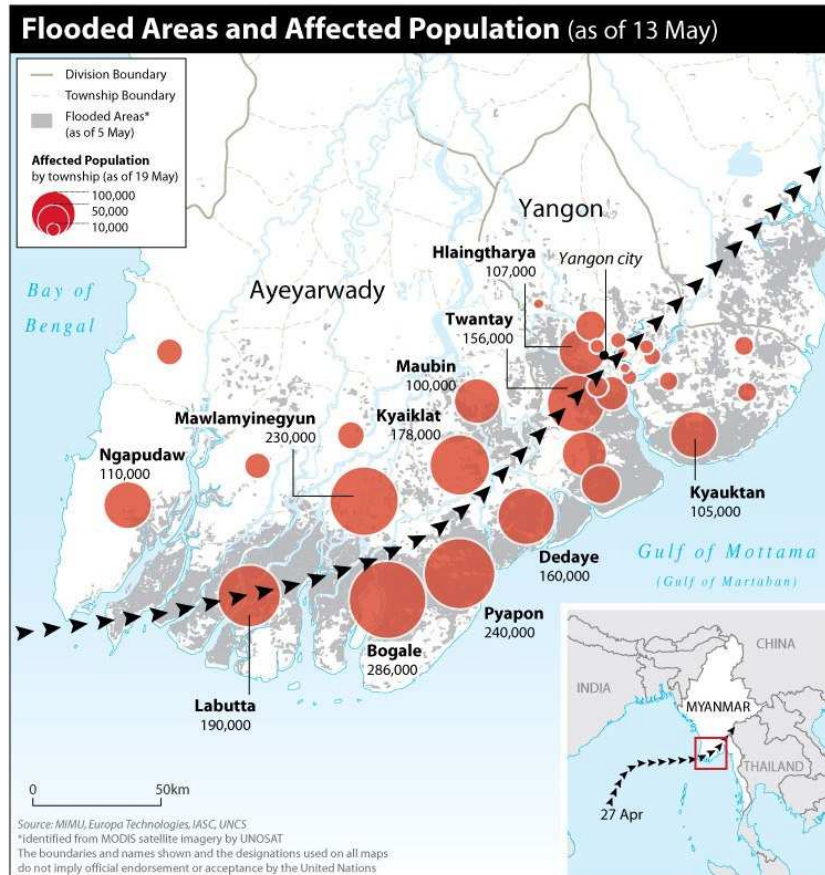 Flooded Areas and Affected Population (as of 13 May)
Division Boundary
Township Boundary
Flooded Areas*
(as of 5 May)
Affected Population
by township (as of 19 May)
100,000
50,000
10,000
Yangon
Hlaingtharya
107,000
Yangon city
Bay of
Bengal
Ayeyarwady
Twantay
156,000
Maubin
100,000
Mawlamyinegyun
230,000
Kyaiklat
178,000
Ngapudaw
110,000
Kyauktan
105,000
Dedaye
160,000
Gulf of Mottama
(Gulf of Martaban)
Pyapon
240,000
Bogale
286,000
Labutta
190,000
CHINA
INDIA
MYANMAR
THAILAND
27 Apr
0 50km
Source: MIMU, Europa Technologies, IASC, UNCS
*identified from MODIS satellite imagery by UNOSAT
The boundaries and names shown and the designations used on all maps
do not imply official endorsement or acceptance by the United Nations